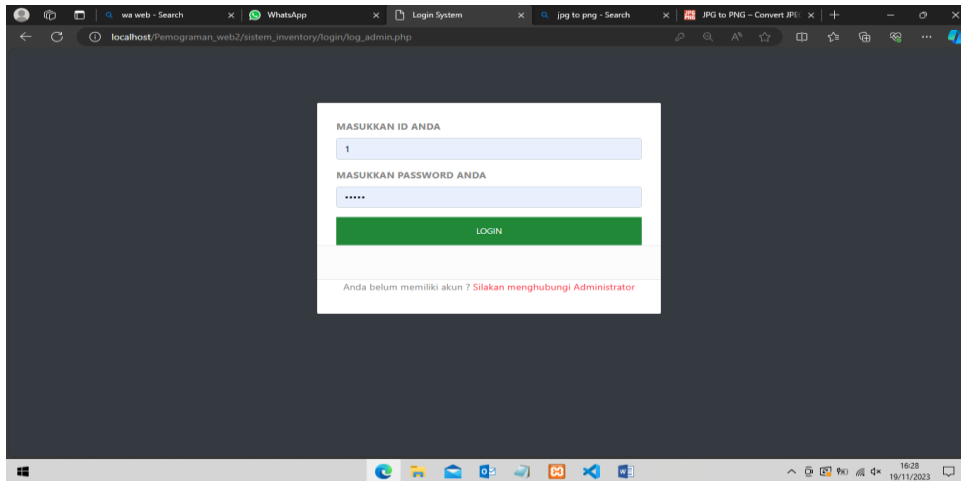 wa web - Search
WhatsApp
Login System
jpg to png - Search
JPG to PNG – Convert JPE
localhost/Pemograman_web2/sistem_inventory/login/log_admin.php
MASUKKAN ID ANDA
1
MASUKKAN PASSWORD ANDA
•••••
LOGIN
Anda belum memiliki akun ? Silakan menghubungi Administrator
16:28
19/11/2023